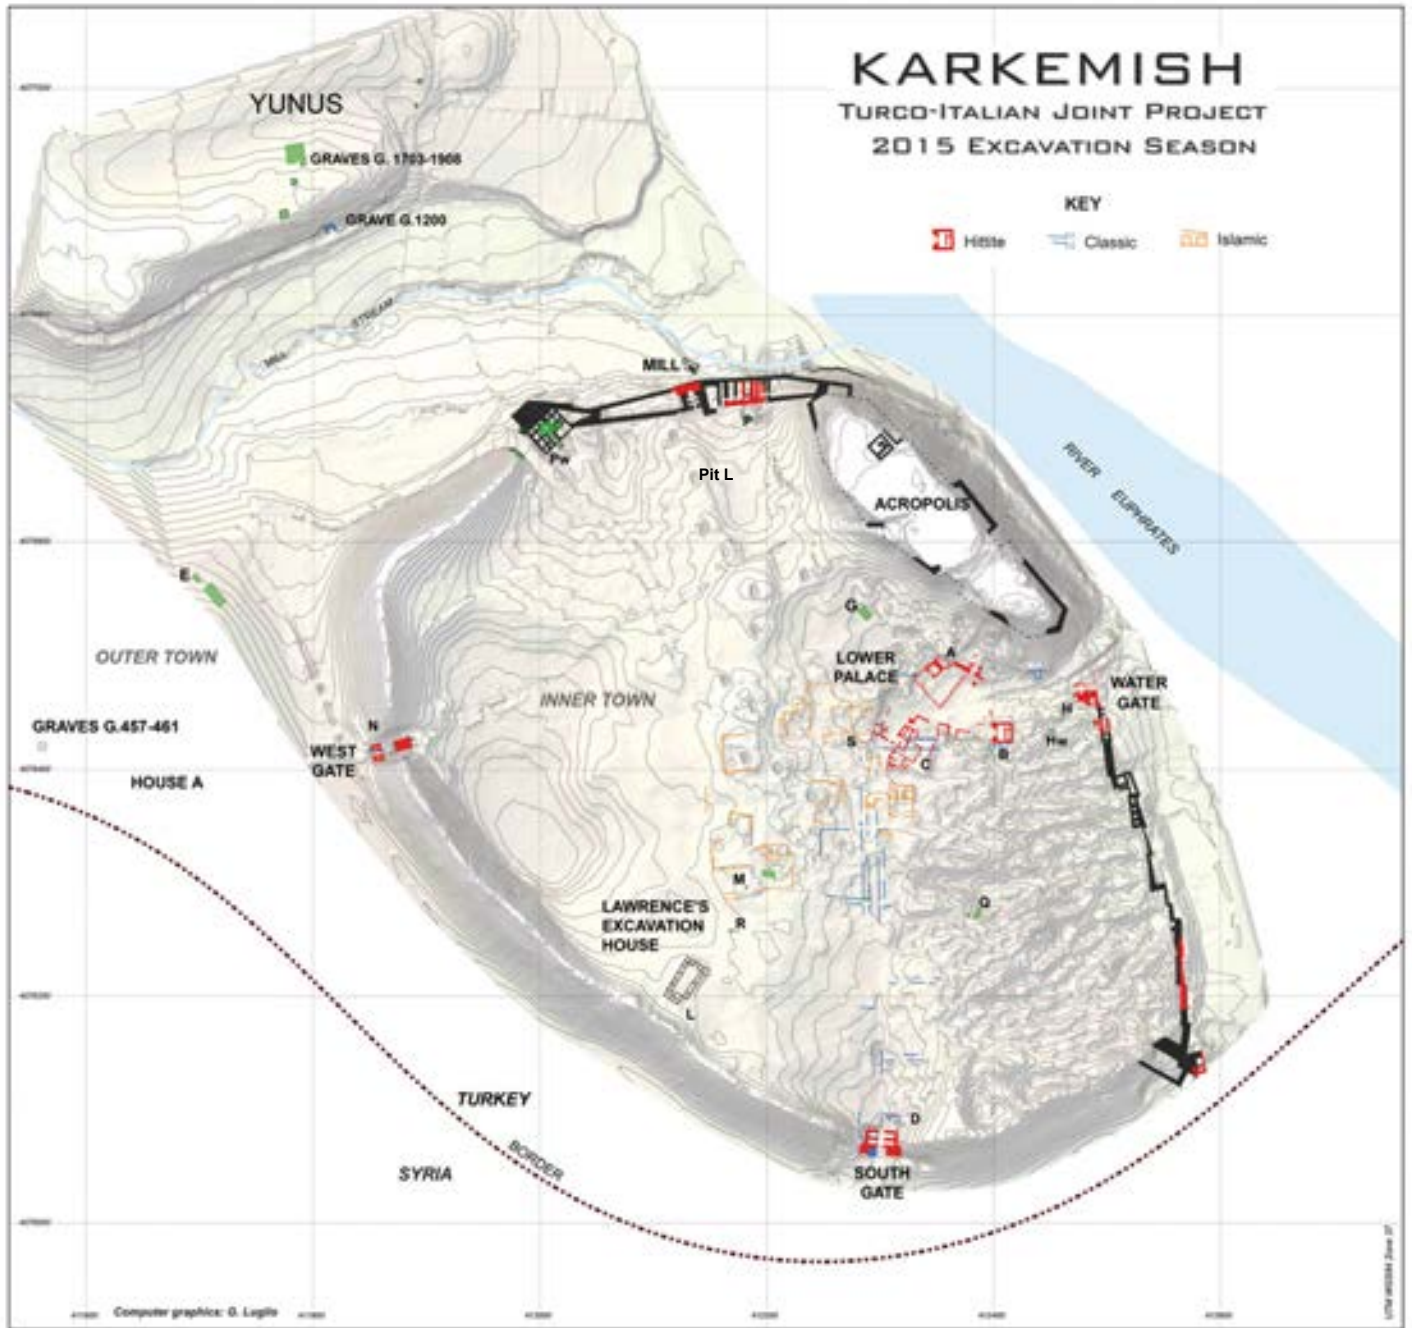 KARKEMISH
TURCO-ITALIAN JOINT PROJECT
2015 EXCAVATION SEASON
KEY
Hittite
Classic
Islamic
YUNUS
GRAVES G. 1703-1908
GRAVE G.1200
STREAM
MILL
P
Pw
Pit L
ACROPOLIS
RIVER EUPHRATES
E
G
OUTER TOWN
LOWER
PALACE
A
INNER TOWN
WATER
GATE
H
GRAVES G.457-461
N
WEST
GATE
S
C
B
Hw
HOUSE A
M
Q
LAWRENCE'S
EXCAVATION
HOUSE
R
L
TURKEY
BORDER
SYRIA
D
SOUTH
GATE
Computer graphics: G. Luglio